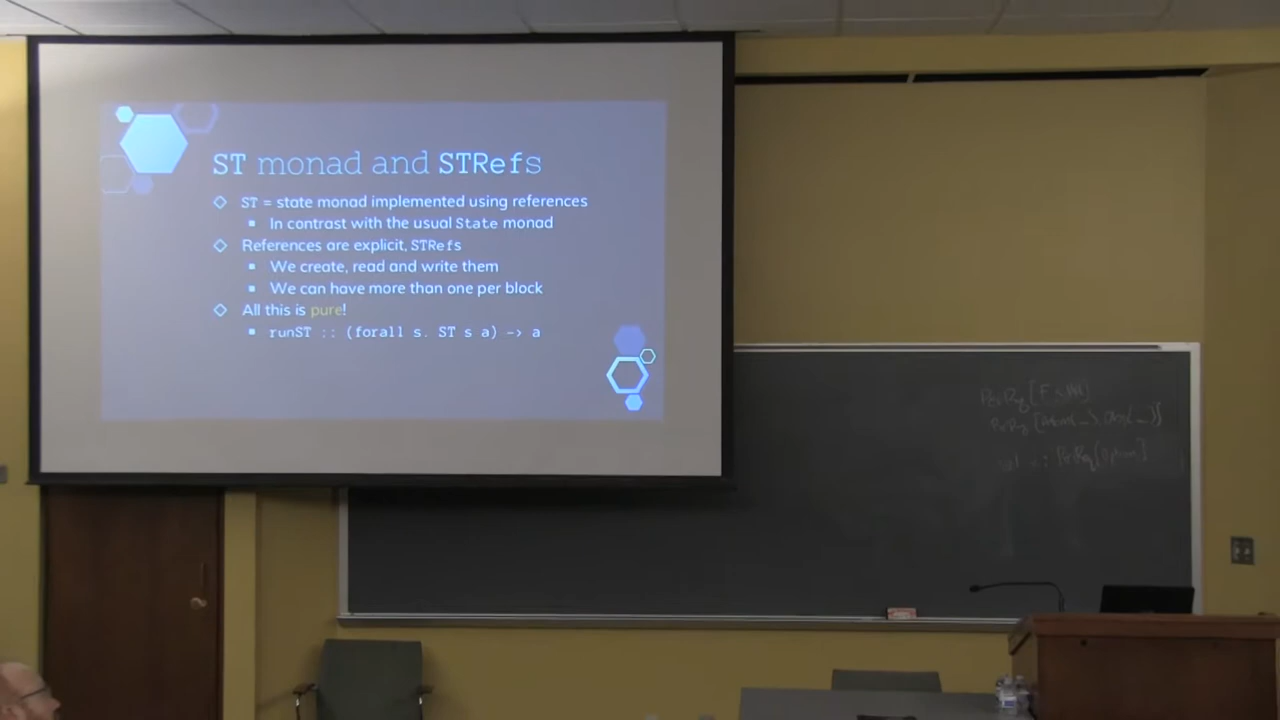 ST monad and STRefs
ST = state monad implemented using references
In contrast with the usual State monad
References are explicit, STRefs
We create, read and write them
We can have more than one per block
All this is pure!
runST :: (forall s. ST s a) -> a